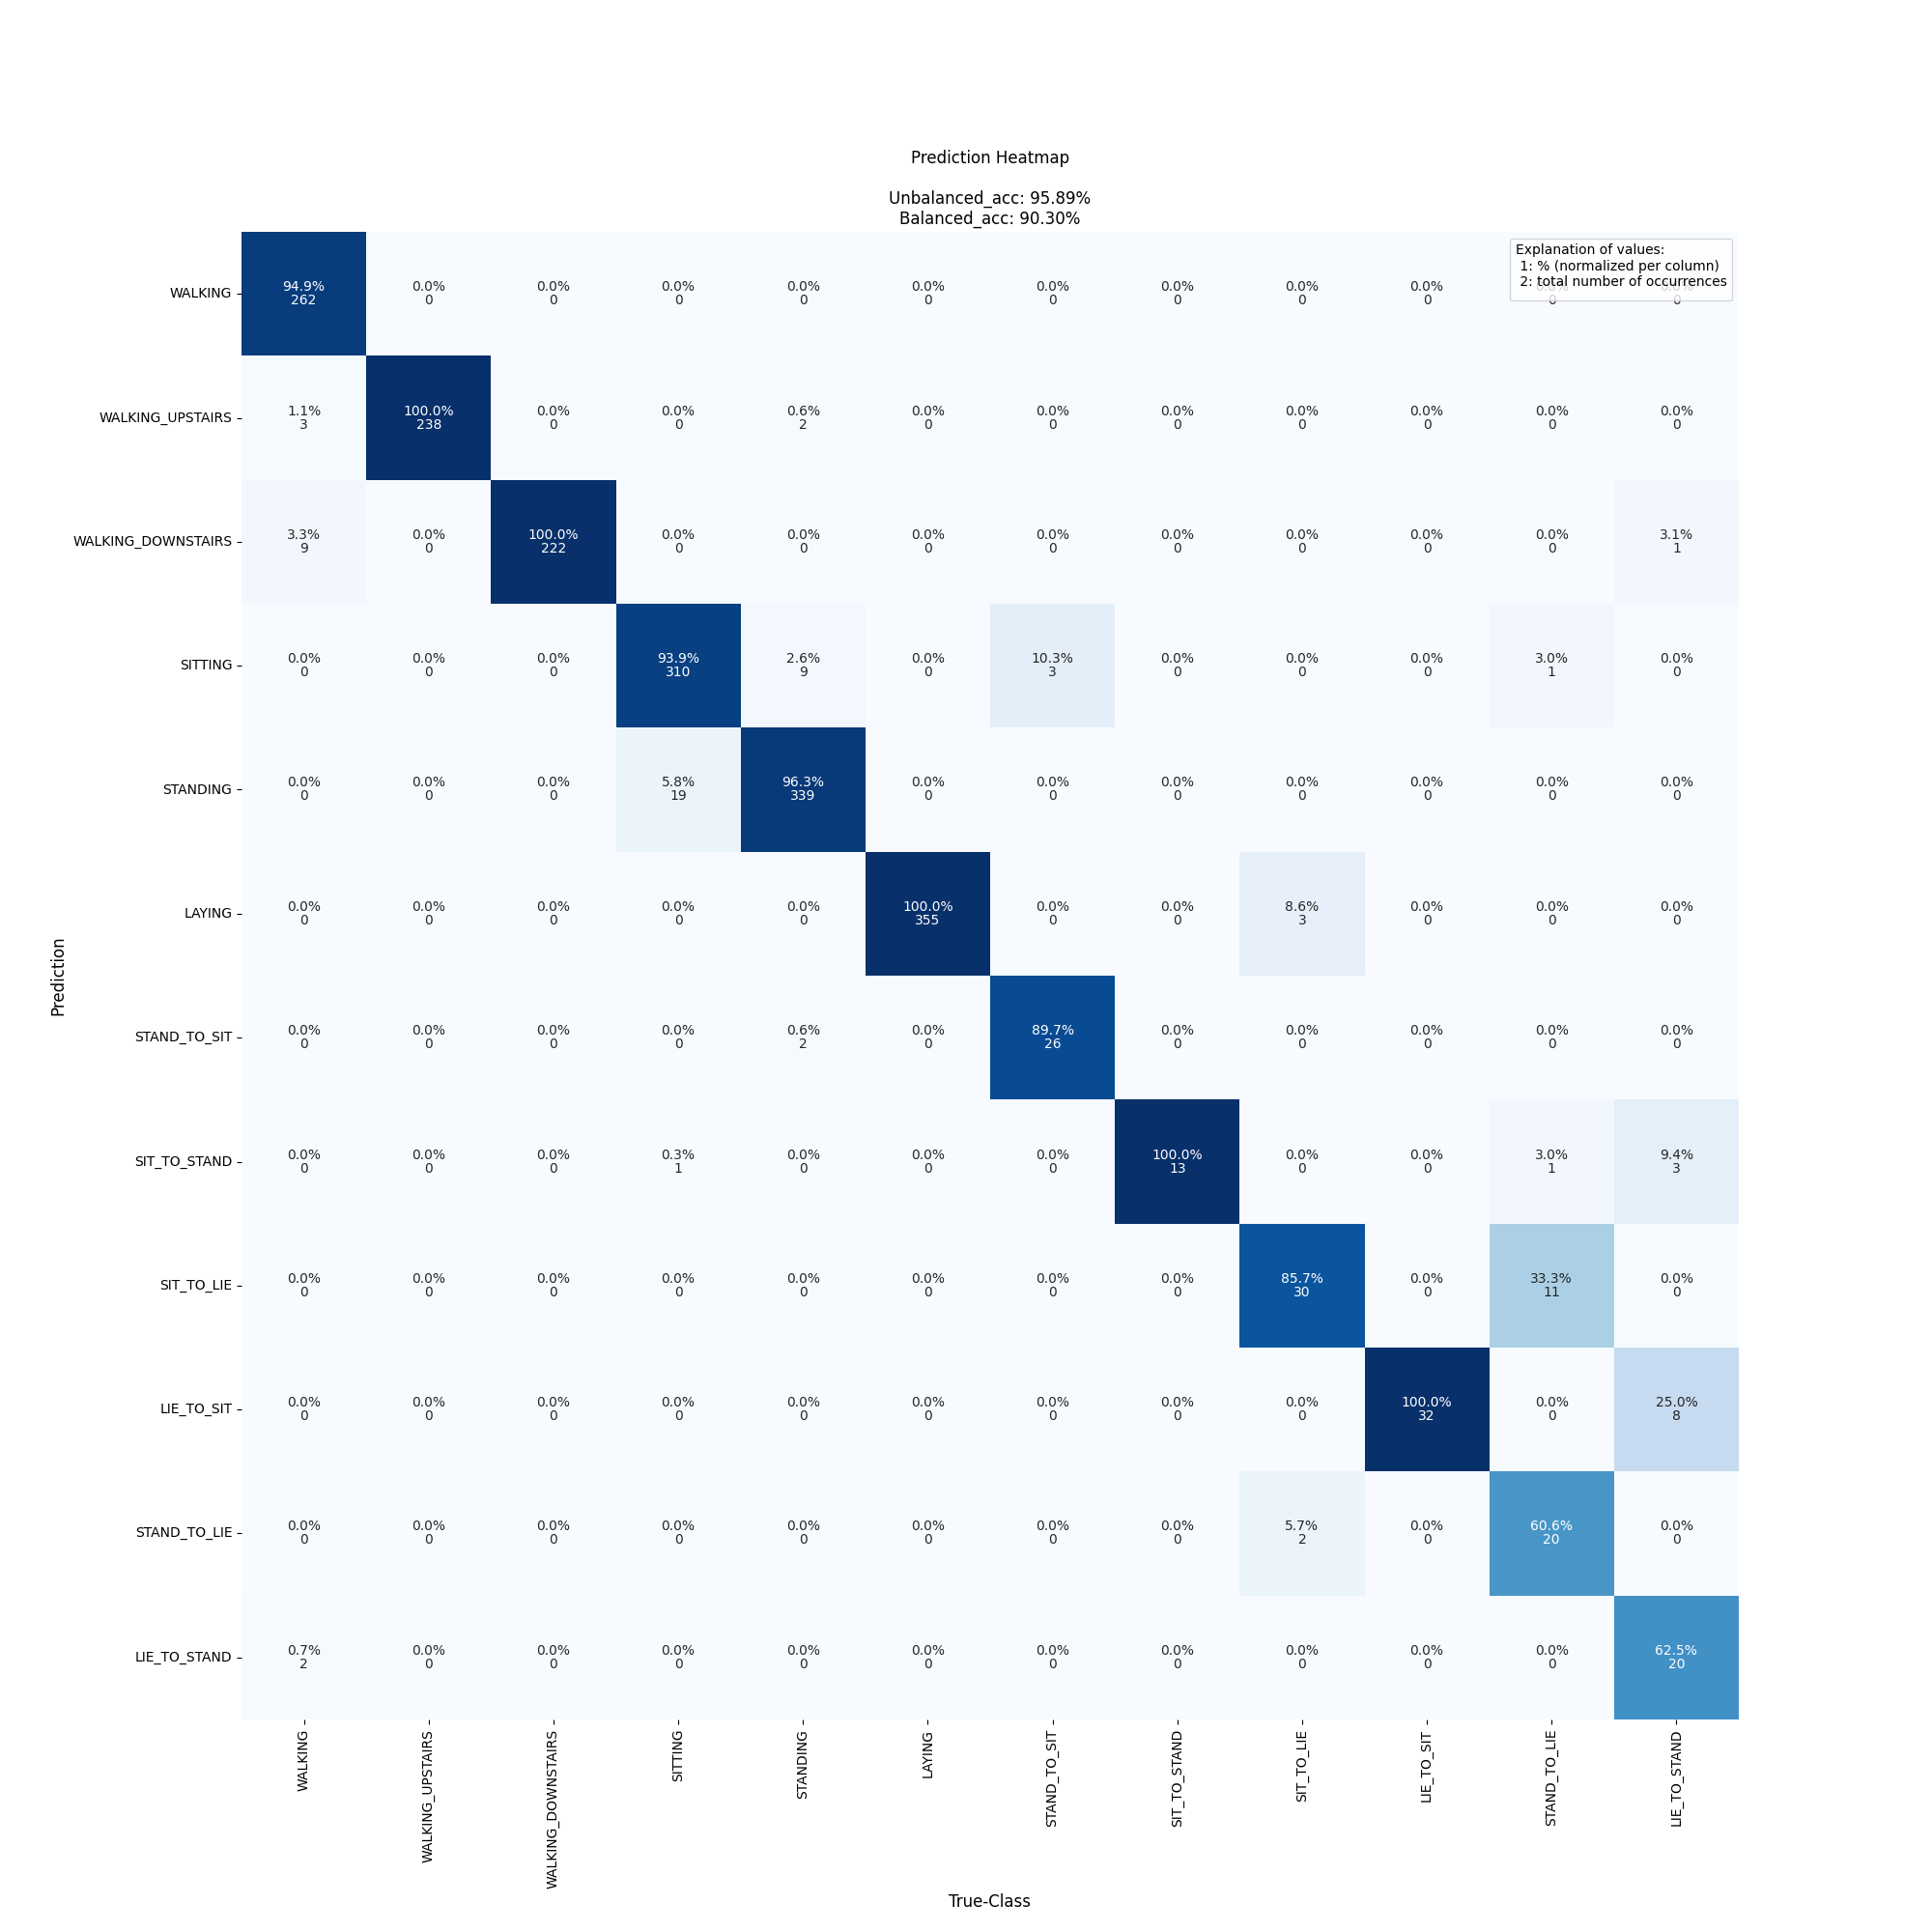 Prediction Heatmap
Unbalanced_acc: 95.89%
Balanced_acc: 90.30%
Explanation of values:
1: % (normalized per column)
2: total number of occurrences
WALKING
94.9% 0.0% 0.0% 0.0% 0.0% 0.0% 0.0% 0.0% 0.0% 0.0%
262 0 0 0 0 0 0 0 0 0 0 0
WALKING_UPSTAIRS
1.1% 100.0% 0.0% 0.0% 0.6% 0.0% 0.0% 0.0% 0.0% 0.0% 0.0% 0.0%
3 238 0 0 2 0 0 0 0 0 0 0
WALKING_DOWNSTAIRS
3.3% 0.0% 100.0% 0.0% 0.0% 0.0% 0.0% 0.0% 0.0% 0.0% 0.0% 3.1%
9 0 222 0 0 0 0 0 0 0 0 1
SITTING
0.0% 0.0% 0.0% 93.9% 2.6% 0.0% 10.3% 0.0% 0.0% 0.0% 3.0% 0.0%
0 0 0 310 9 0 3 0 0 0 1 0
STANDING
0.0% 0.0% 0.0% 5.8% 96.3% 0.0% 0.0% 0.0% 0.0% 0.0% 0.0% 0.0%
0 0 0 19 339 0 0 0 0 0 0 0
LAYING
0.0% 0.0% 0.0% 0.0% 0.0% 100.0% 0.0% 0.0% 8.6% 0.0% 0.0% 0.0%
0 0 0 0 0 355 0 0 3 0 0 0
STAND_TO_SIT
0.0% 0.0% 0.0% 0.0% 0.6% 0.0% 89.7% 0.0% 0.0% 0.0% 0.0% 0.0%
0 0 0 0 2 0 26 0 0 0 0 0
SIT_TO_STAND
0.0% 0.0% 0.0% 0.3% 0.0% 0.0% 0.0% 100.0% 0.0% 0.0% 3.0% 9.4%
0 0 0 1 0 0 0 13 0 0 1 3
SIT_TO_LIE
0.0% 0.0% 0.0% 0.0% 0.0% 0.0% 0.0% 0.0% 85.7% 0.0% 33.3% 0.0%
0 0 0 0 0 0 0 0 30 0 11 0
LIE_TO_SIT
0.0% 0.0% 0.0% 0.0% 0.0% 0.0% 0.0% 0.0% 0.0% 100.0% 0.0% 25.0%
0 0 0 0 0 0 0 0 0 32 0 8
STAND_TO_LIE
0.0% 0.0% 0.0% 0.0% 0.0% 0.0% 0.0% 0.0% 5.7% 0.0% 60.6% 0.0%
0 0 0 0 0 0 0 0 2 0 20 0
LIE_TO_STAND
0.7% 0.0% 0.0% 0.0% 0.0% 0.0% 0.0% 0.0% 0.0% 0.0% 0.0% 62.5%
2 0 0 0 0 0 0 0 0 0 0 20
Prediction
WALKING
WALKING_UPSTAIRS
WALKING_DOWNSTAIRS
SITTING
STANDING
LAYING
STAND_TO_SIT
SIT_TO_STAND
SIT_TO_LIE
LIE_TO_SIT
STAND_TO_LIE
LIE_TO_STAND
True-Class